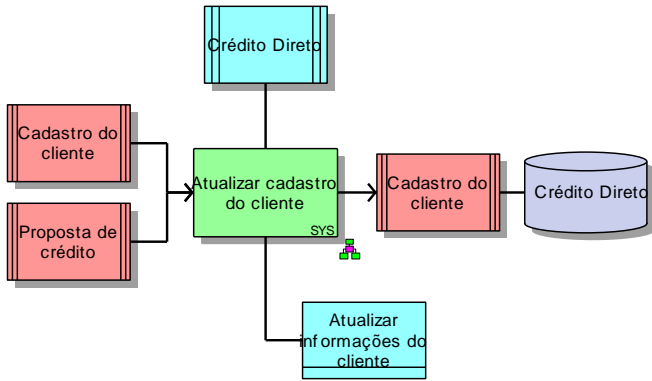 Crédito Direto
Cadastro do
cliente
Proposta de
crédito
Atualizar cadastro
do cliente
SYS
Cadastro do
cliente
Crédito Direto
Atualizar
informações do
cliente